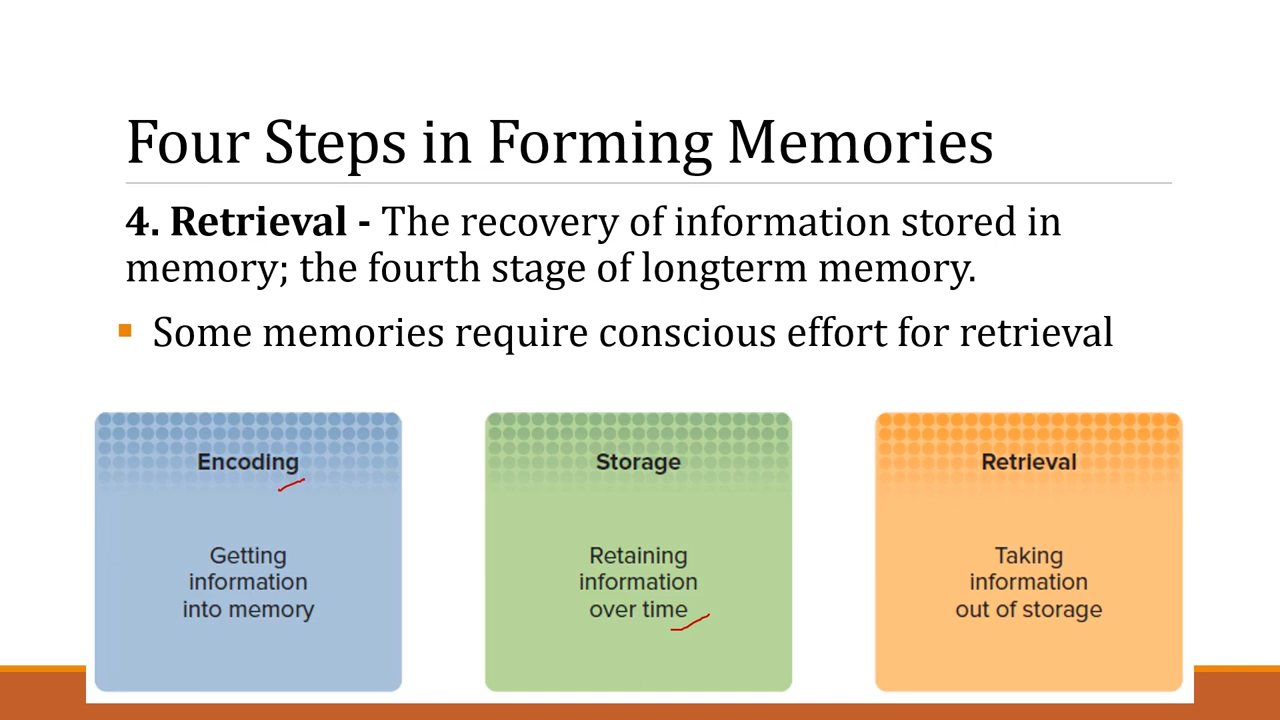 Four Steps in Forming Memories
4. Retrieval - The recovery of information stored in
memory; the fourth stage of longterm memory.
Some memories require conscious effort for retrieval
Encoding
Getting
information
into memory
Storage
Retaining
information
over time
Retrieval
Taking
information
out of storage